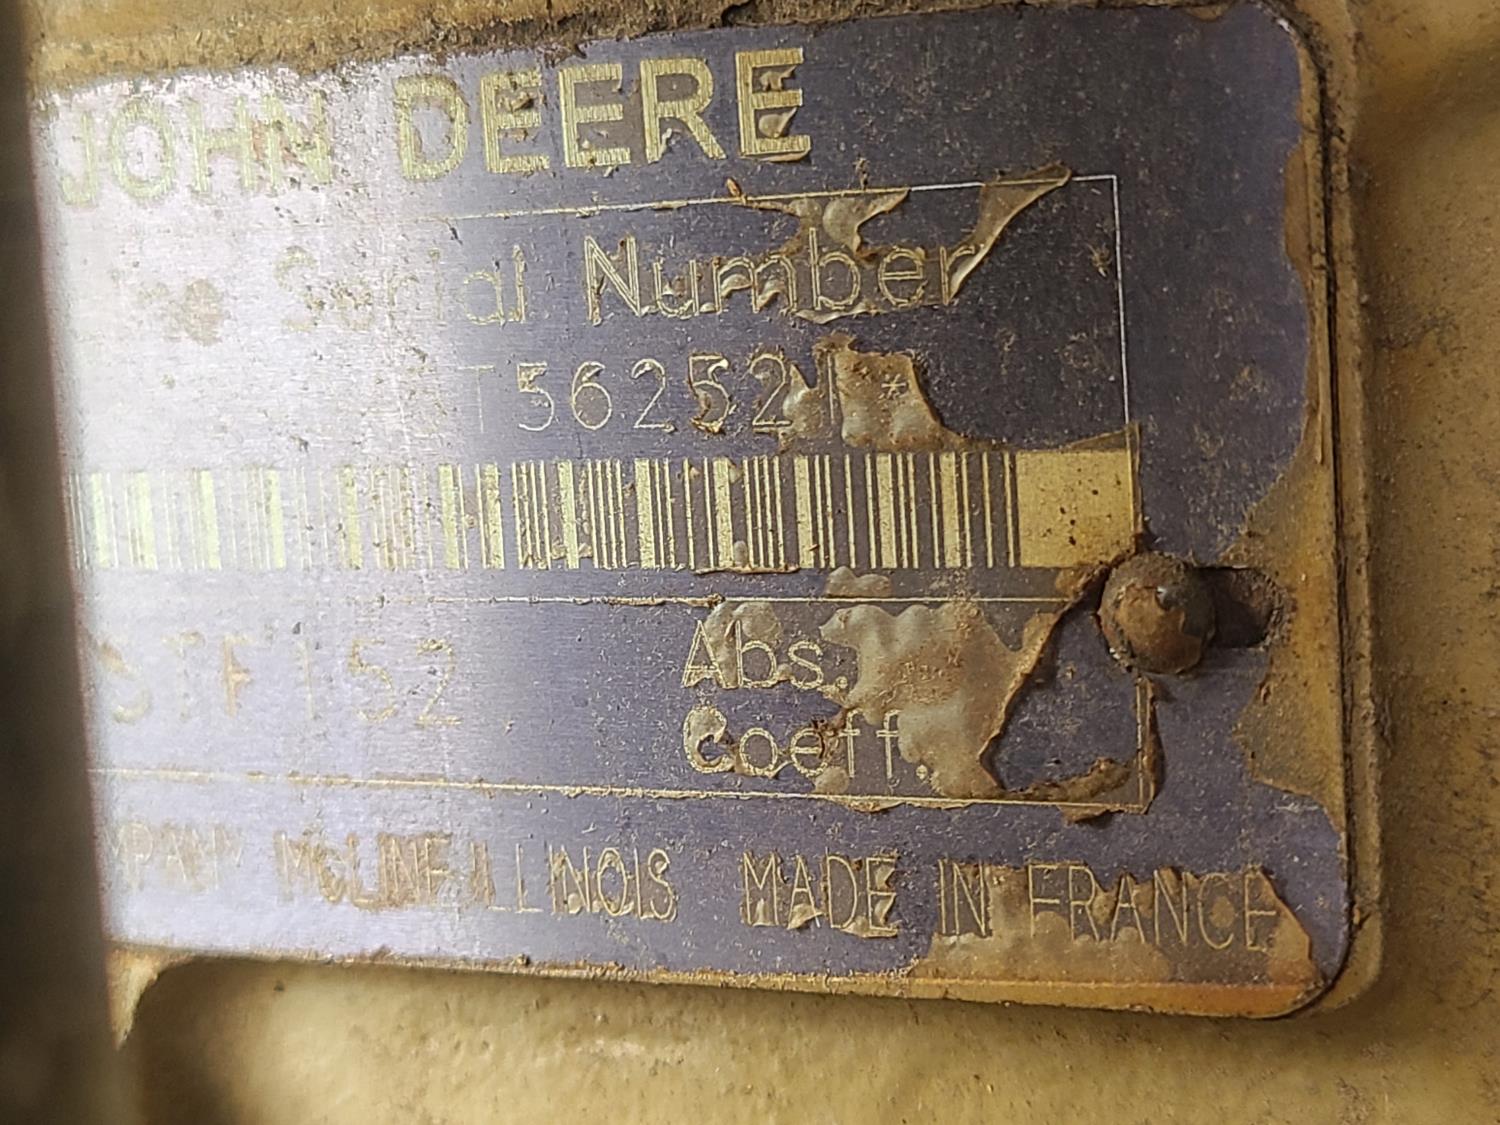 JOHN DEERE
Serial Number
T56252 *
STF152
Abs.
Coeff.
MOLINE ILLINOIS MADE IN FRANCE